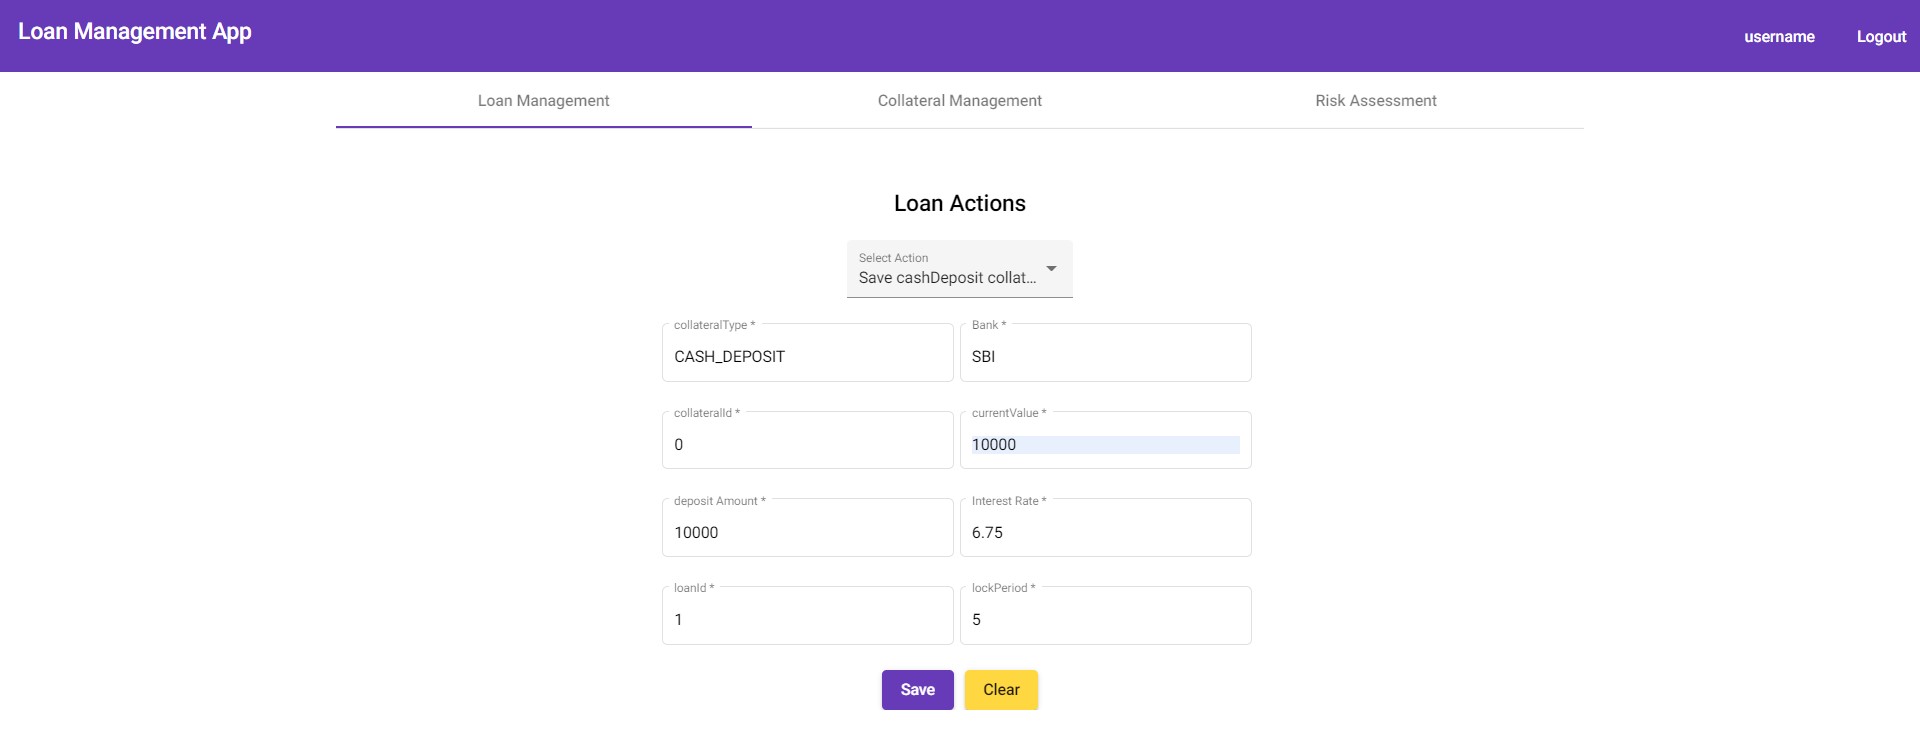 Loan Management App
username
Logout
Loan Management
Collateral Management
Risk Assessment
Loan Actions
Select Action
Save cashDeposit collat...
collateralType *
CASH_DEPOSIT
Bank *
SBI
collateralId *
0
currentValue *
10000
deposit Amount *
10000
Interest Rate *
6.75
loanId *
1
lockPeriod *
5
Save
Clear